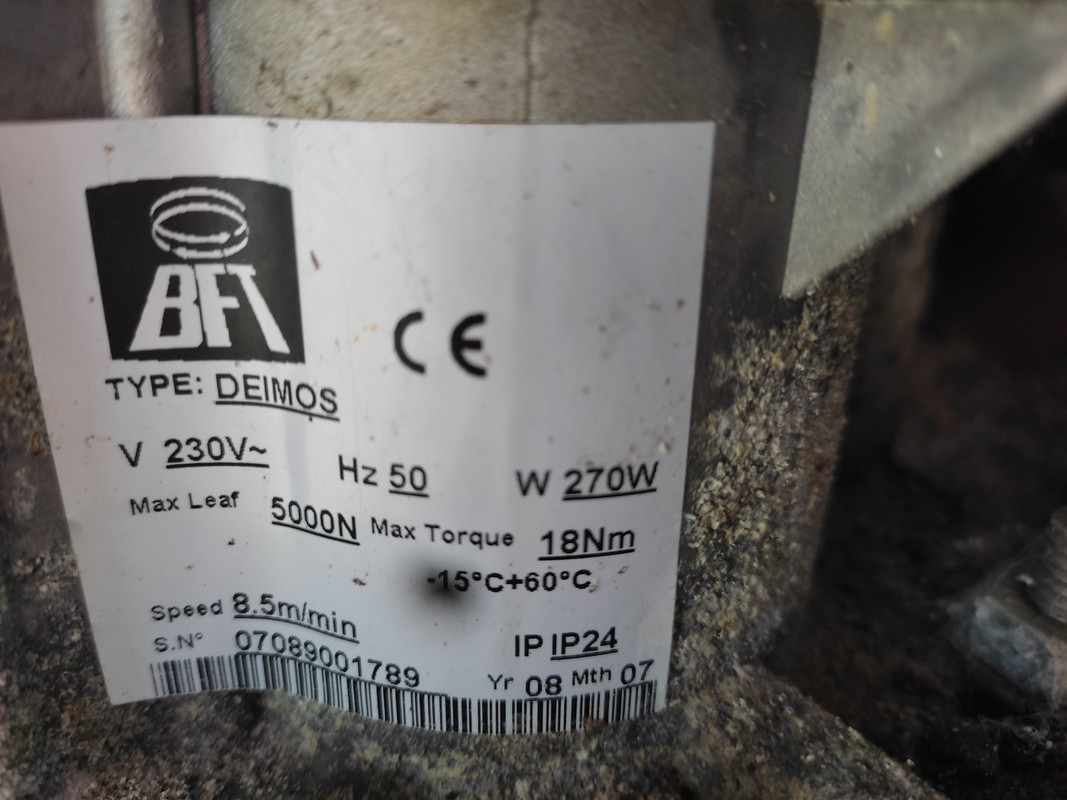 BFT
CE
TYPE: DEIMOS
V 230V~ Hz 50 W 270W
Max Leaf 5000N Max Torque 18Nm
-15°C+60°C
Speed 8.5m/min
S.N° 07089001789 IP IP24
Yr 08 Mth 07